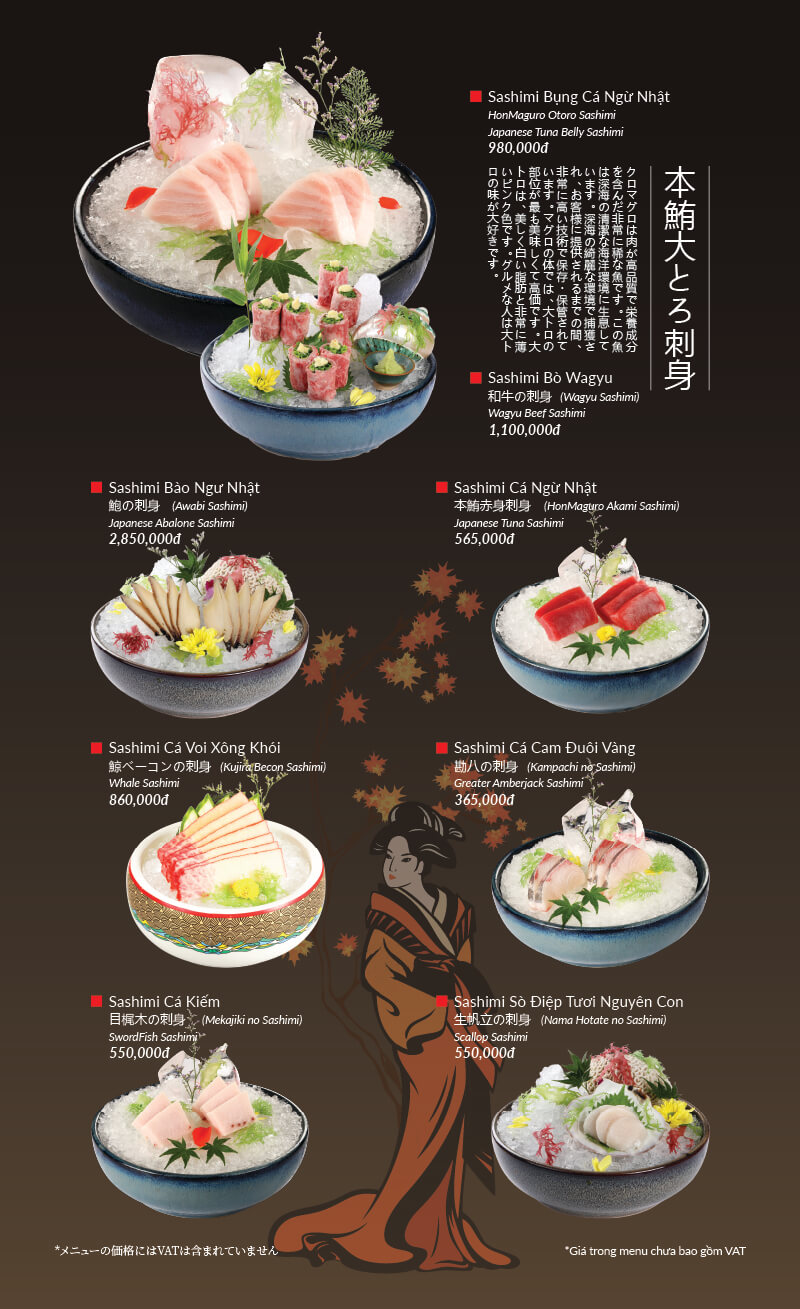 Sashimi Bụng Cá Ngừ Nhật
HonMaguro Otoro Sashimi
Japanese Tuna Belly Sashimi
980,000đ
本鮪大とろ刺身
クロマグロは肉が高品質で栄養成分
を含んだ非常に稀な魚です。この魚
は深海の清潔な海洋環境に生息して
います。深海の綺麗な環境で捕獲さ
れ、お客様に提供されるまでの間、
非常に高い技術で保存・保管されて
います。マグロの体では、大トロの
部位が最も美味しくて高価です。大
トロは、美しく白い脂肪と非常に薄
いピンク色です。グルメな人は大ト
ロの味が大好きです。
Sashimi Bò Wagyu
和牛の刺身 (Wagyu Sashimi)
Wagyu Beef Sashimi
1,100,000đ
Sashimi Bào Ngư Nhật
鮑の刺身 (Awabi Sashimi)
Japanese Abalone Sashimi
2,850,000đ
Sashimi Cá Ngừ Nhật
本鮪赤身刺身 (HonMaguro Akami Sashimi)
Japanese Tuna Sashimi
565,000đ
Sashimi Cá Voi Xông Khói
鯨ベーコンの刺身 (Kujira Becon Sashimi)
Whale Sashimi
860,000đ
Sashimi Cá Cam Đuôi Vàng
勘八の刺身 (Kampachi no Sashimi)
Greater Amberjack Sashimi
365,000đ
Sashimi Cá Kiếm
目梶木の刺身 (Mekajiki no Sashimi)
SwordFish Sashimi
550,000đ
Sashimi Sò Điệp Tươi Nguyên Con
生帆立の刺身 (Nama Hotate no Sashimi)
Scallop Sashimi
550,000đ
*メニューの価格にはVATは含まれていません
*Giá trong menu chưa bao gồm VAT